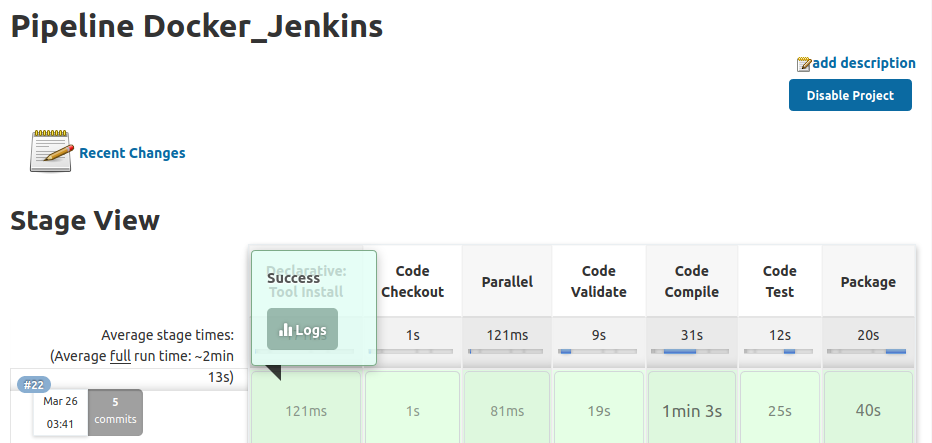 Pipeline Docker_Jenkins
add description
Disable Project
Recent Changes
Stage View
Declarative:
Tool Install
Success
Logs
Code
Checkout
Parallel
Code
Validate
Code
Compile
Code
Test
Package
Average stage times:
(Average full run time: ~2min
13s)
1s
121ms
9s
31s
12s
20s
#22
Mar 26
03:41
5
commits
121ms
1s
81ms
19s
1min 3s
25s
40s